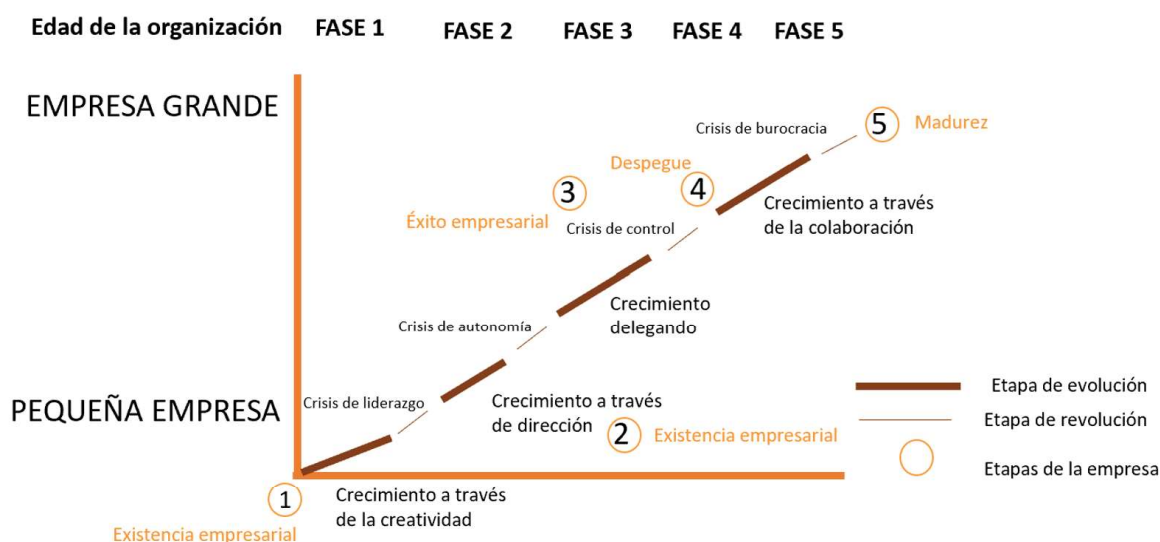 Edad de la organización FASE 1 FASE 2 FASE 3 FASE 4 FASE 5
EMPRESA GRANDE
Crisis de burocracia
5 Madurez
Despegue
3
4
Éxito empresarial
Crisis de control
Crecimiento a través
de la colaboración
Crisis de autonomía
Crecimiento
delegando
PEQUEÑA EMPRESA
Crisis de liderazgo
Crecimiento a través
de dirección
2 Existencia empresarial
Etapa de evolución
Etapa de revolución
Etapas de la empresa
1
Existencia empresarial
Crecimiento a través
de la creatividad